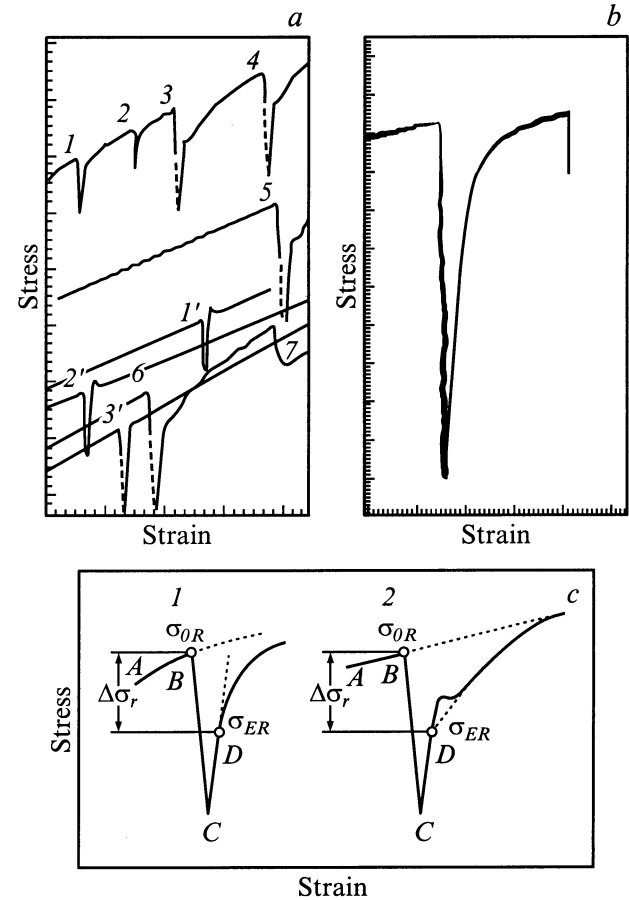 a
b
1
2
3
4
5
1'
2'
6
3'
7
Stress
Strain
Stress
Strain
1
2
c
σ0R
σ0R
A
B
Δσr
σER
D
C
A
B
Δσr
σER
D
C
Stress
Strain